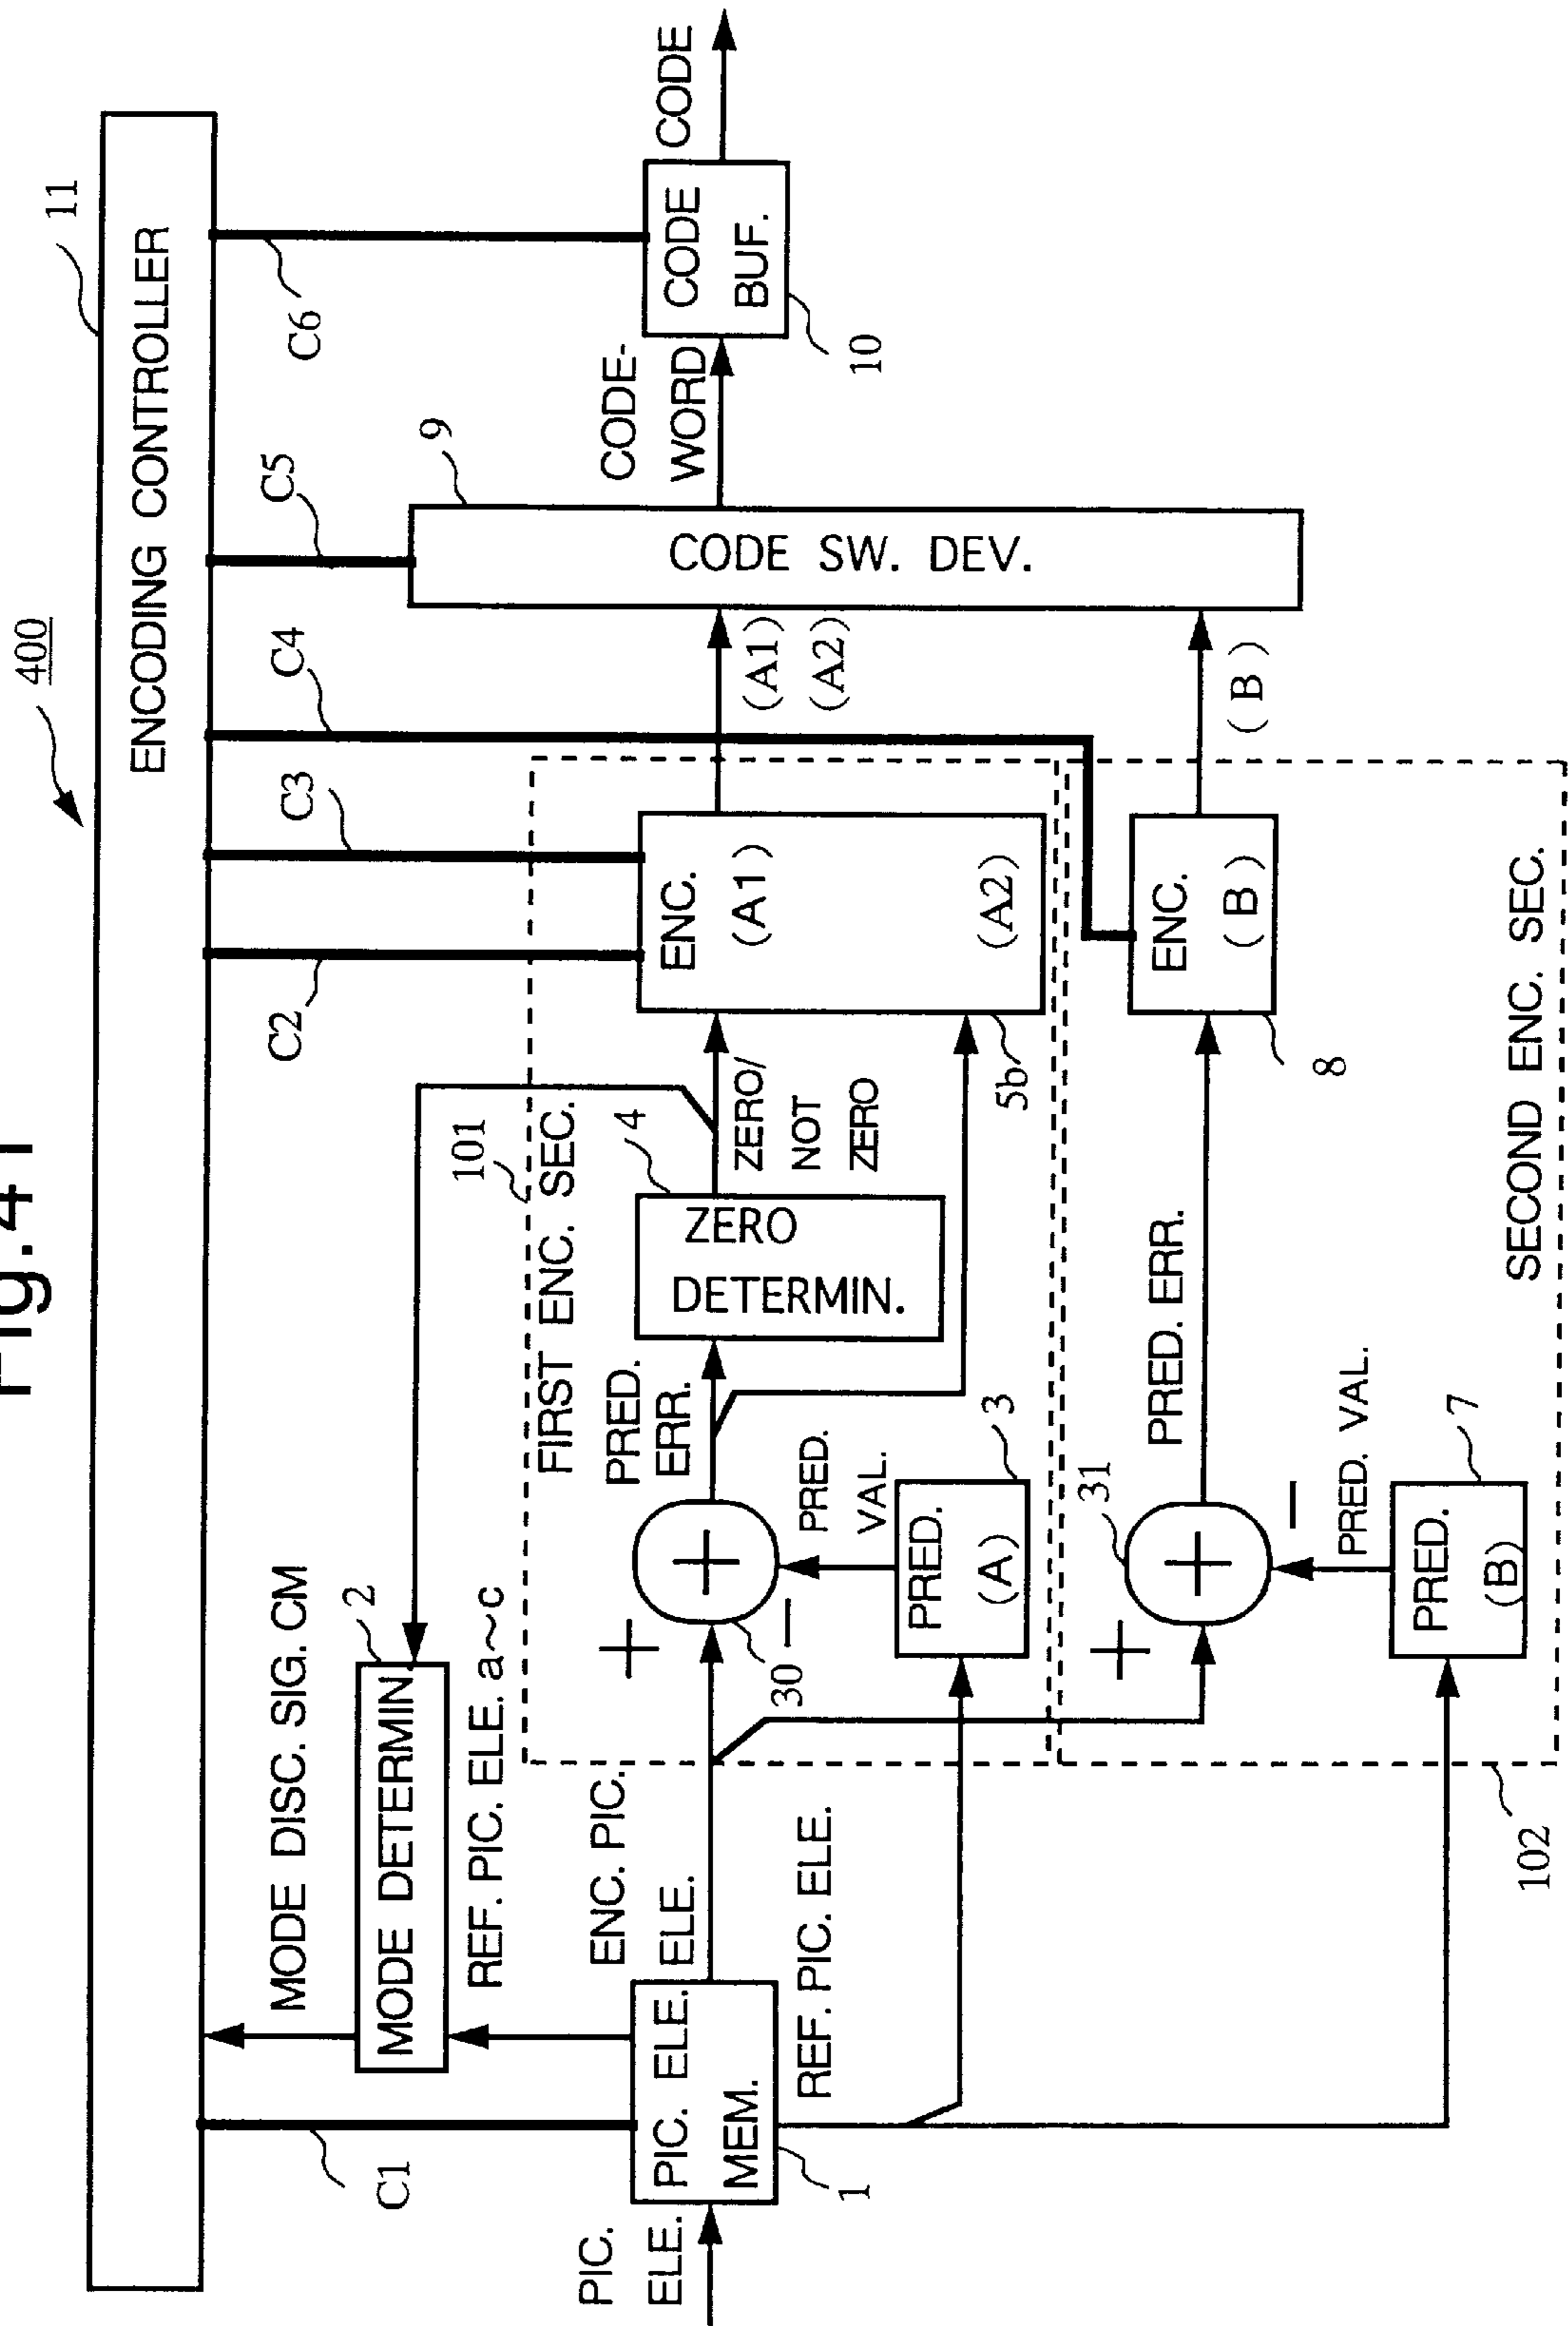 Fig.41
400
11
ENCODING CONTROLLER
C1
C2
C3
C4
C5
C6
MODE DISC. SIG. CM
2
MODE DETERMIN.
REF. PIC. ELE. a~c
PIC.
ELE.
PIC. ELE.
MEM.
1
ENC. PIC.
ELE.
REF. PIC. ELE.
101
FIRST ENC. SEC.
+
+
30
−
PRED.
ERR.
PRED.
VAL.
PRED.
(A)
3
4
ZERO
DETERMIN.
ZERO/
NOT
ZERO
ENC.
(A1)
(A2)
5b
(A1)
(A2)
102
SECOND ENC. SEC.
+
+
31
−
PRED. ERR.
PRED. VAL.
PRED.
(B)
7
ENC.
(B)
8
(B)
9
CODE SW. DEV.
CODE-
WORD
CODE
BUF.
10
CODE